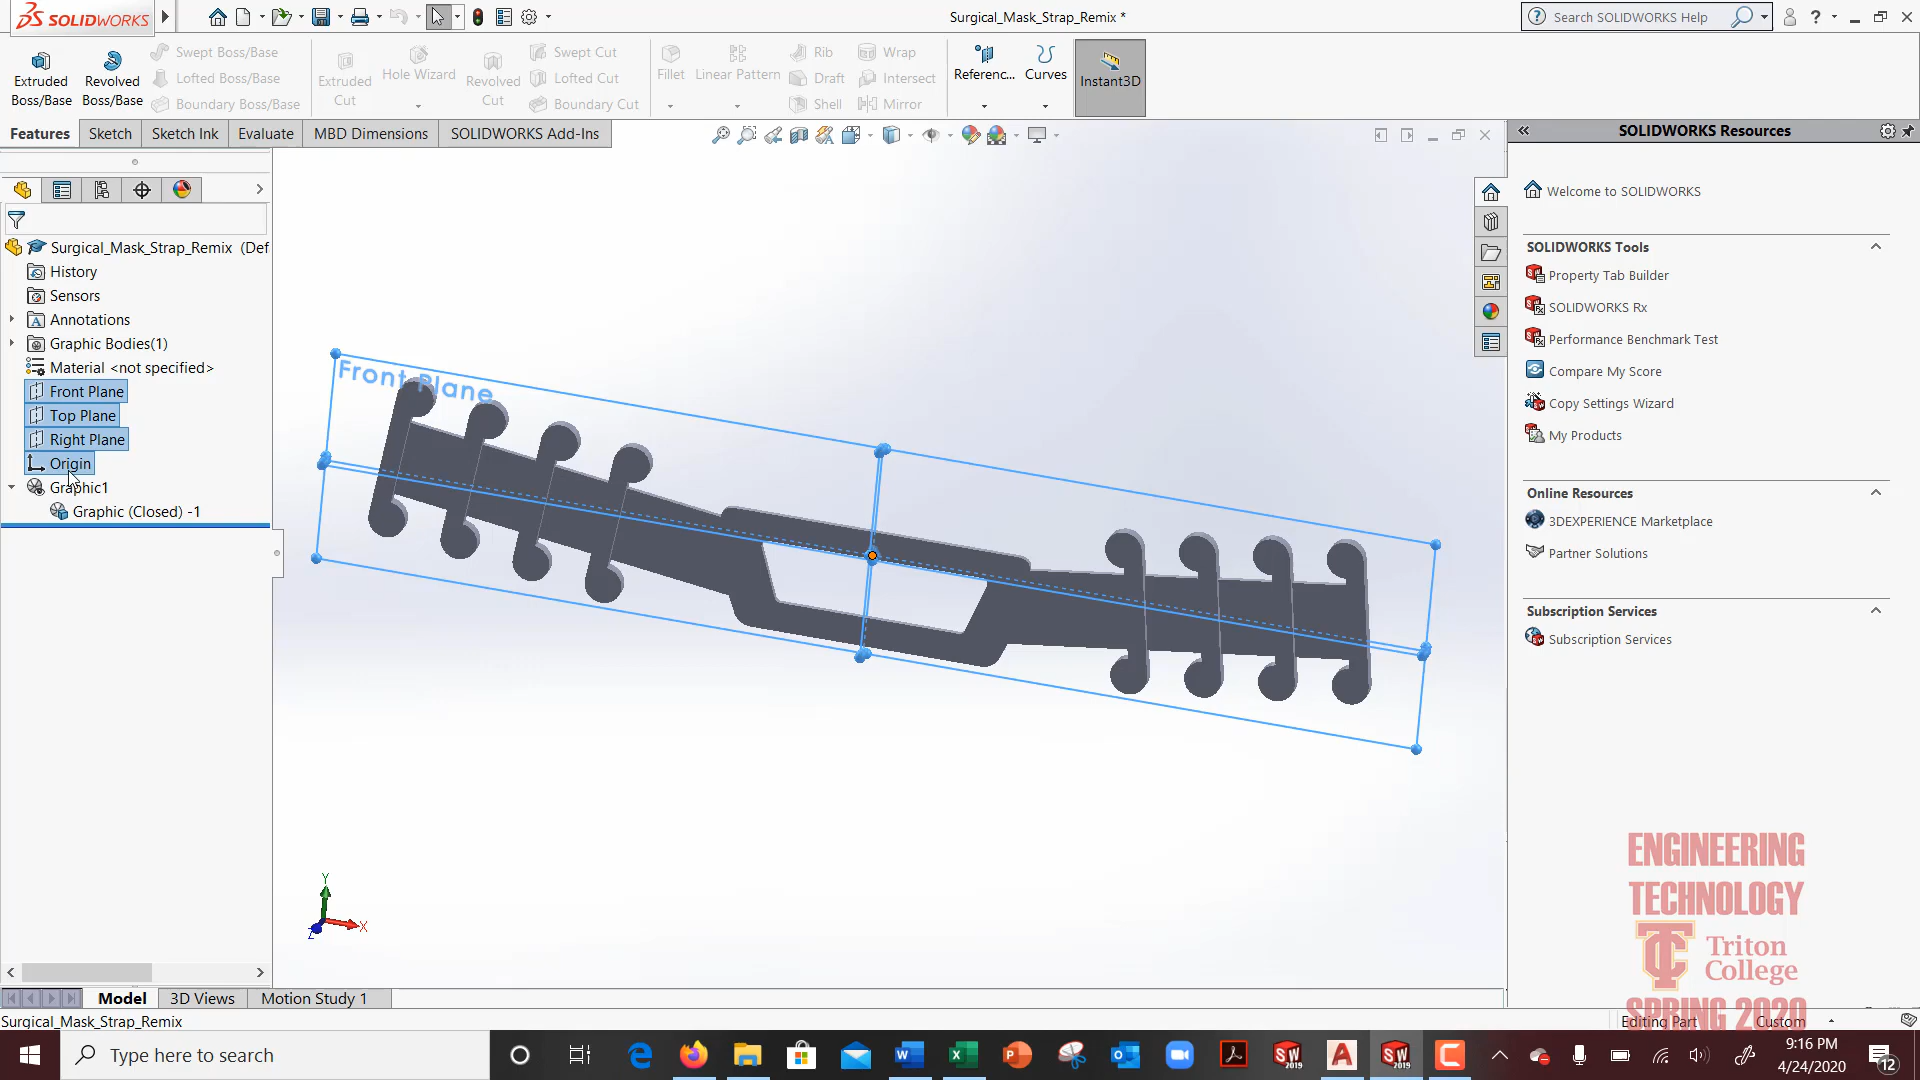 SOLIDWORKS
Surgical_Mask_Strap_Remix *
Search SOLIDWORKS Help
Extruded Boss/Base
Revolved Boss/Base
Swept Boss/Base
Lofted Boss/Base
Boundary Boss/Base
Extruded Cut
Hole Wizard
Revolved Cut
Swept Cut
Lofted Cut
Boundary Cut
Fillet
Linear Pattern
Rib
Draft
Shell
Wrap
Intersect
Mirror
Referenc...
Curves
Instant3D
Features
Sketch
Sketch Ink
Evaluate
MBD Dimensions
SOLIDWORKS Add-Ins
Surgical_Mask_Strap_Remix (Def
History
Sensors
Annotations
Graphic Bodies(1)
Material <not specified>
Front Plane
Top Plane
Right Plane
Origin
Graphic1
Graphic (Closed) -1
Front Plane
Y
X
Z
SOLIDWORKS Resources
Welcome to SOLIDWORKS
SOLIDWORKS Tools
Property Tab Builder
SOLIDWORKS Rx
Performance Benchmark Test
Compare My Score
Copy Settings Wizard
My Products
Online Resources
3DEXPERIENCE Marketplace
Partner Solutions
Subscription Services
Subscription Services
ENGINEERING
TECHNOLOGY
TC Triton College
SPRING 2020
Model
3D Views
Motion Study 1
Surgical_Mask_Strap_Remix
Editing Part
Custom
Type here to search
9:16 PM
4/24/2020
12